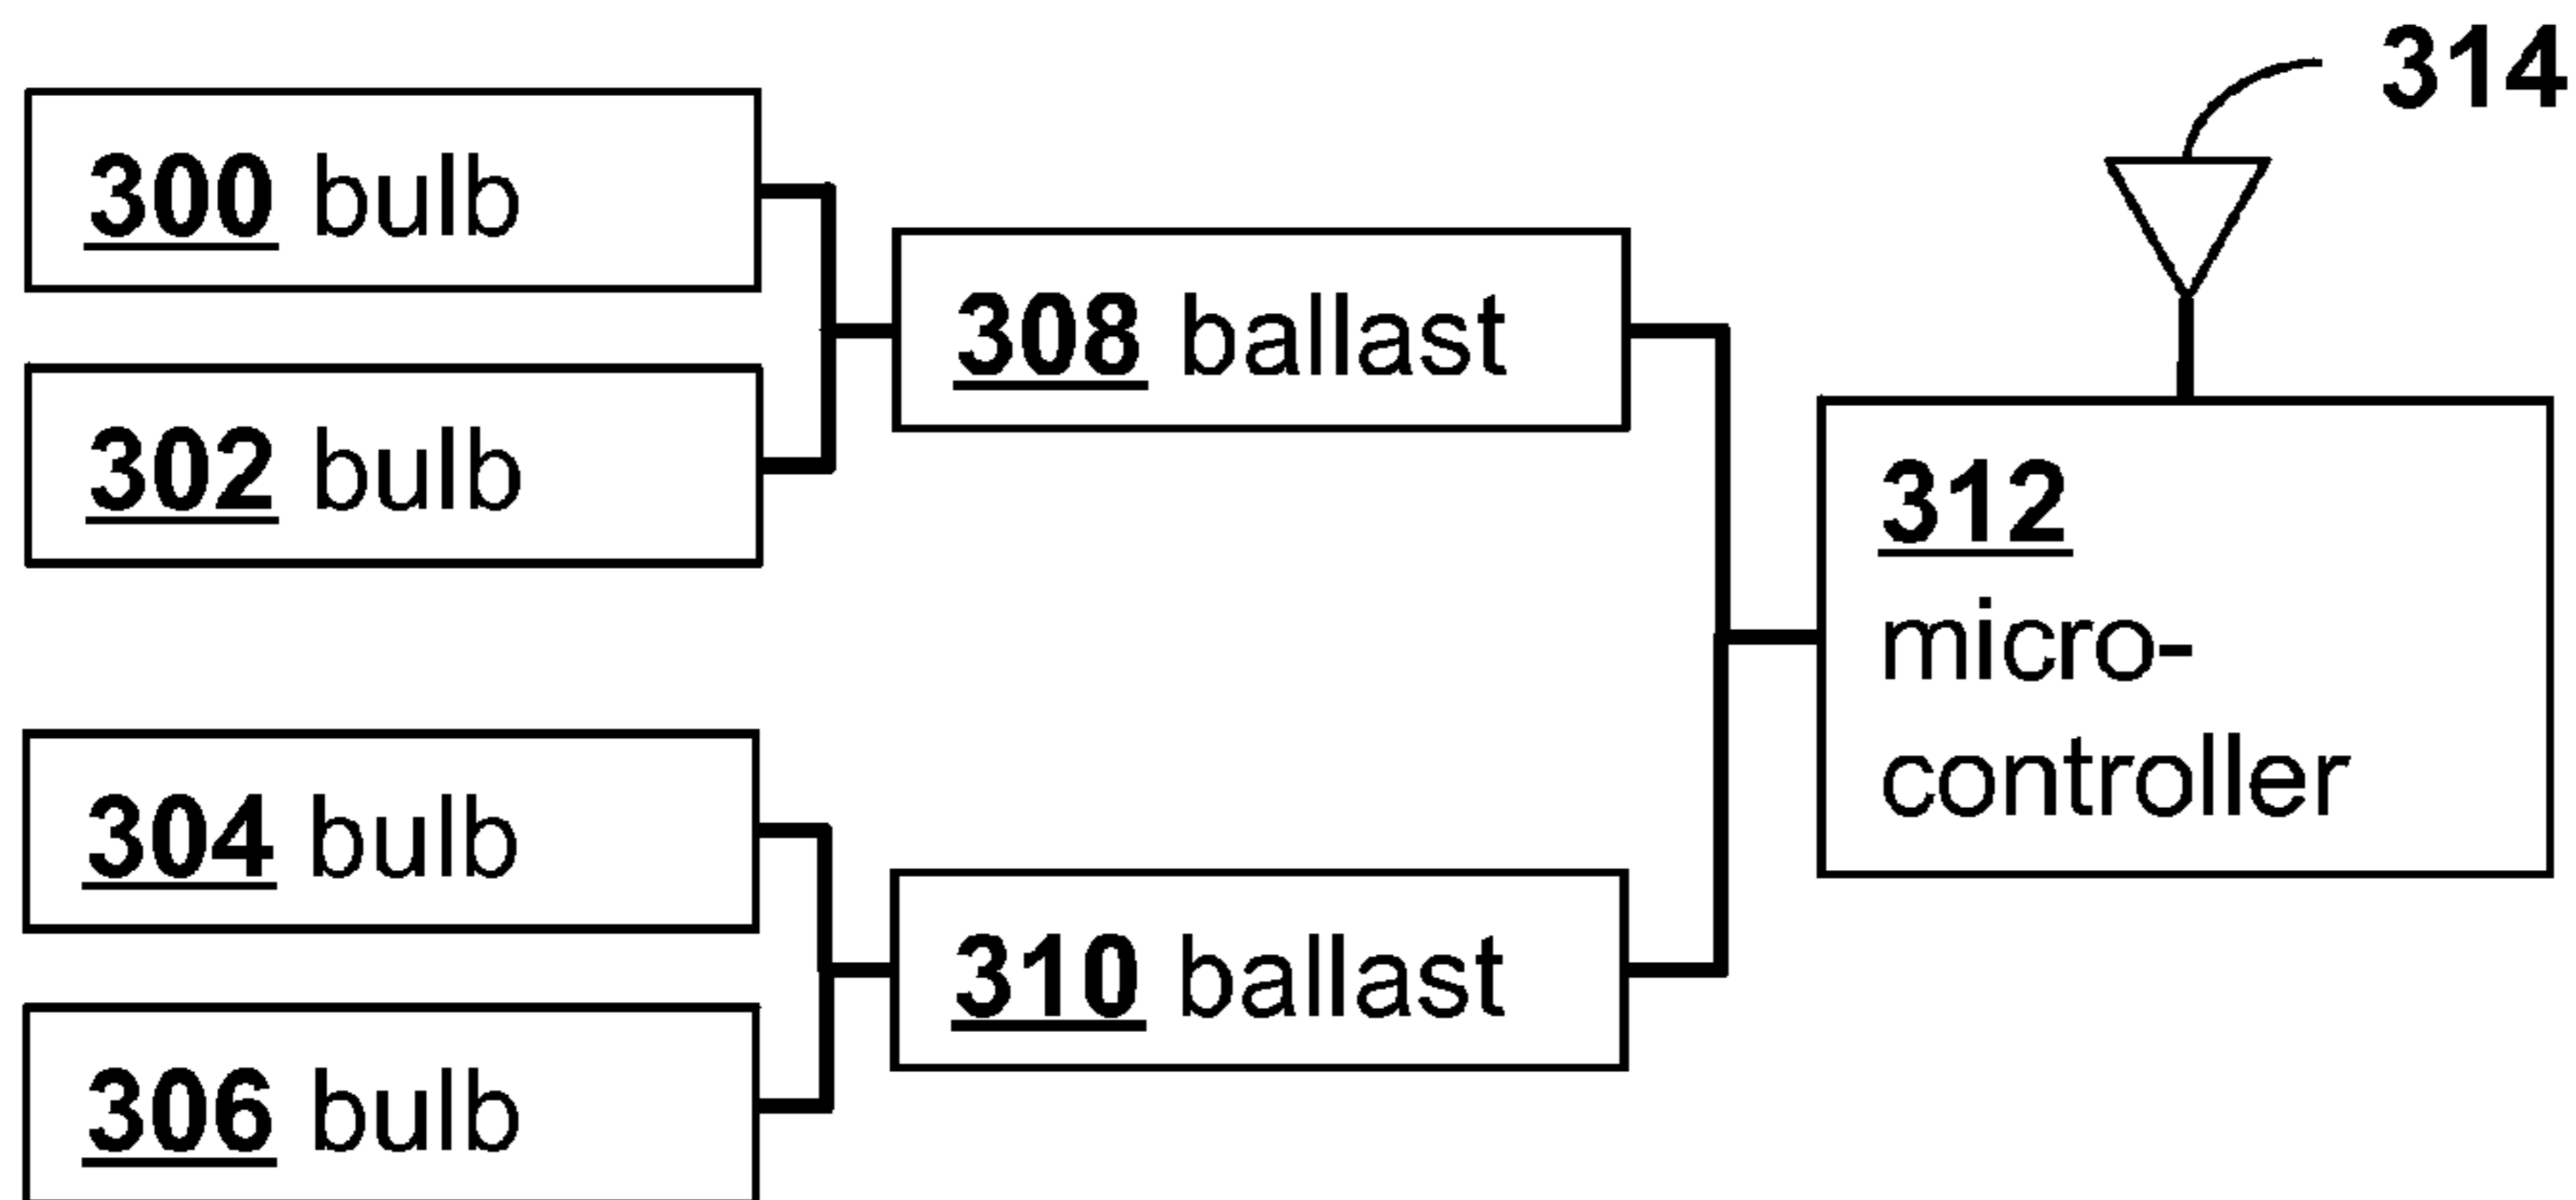 314
300 bulb
308 ballast
302 bulb
312
micro-
controller
304 bulb
310 ballast
306 bulb